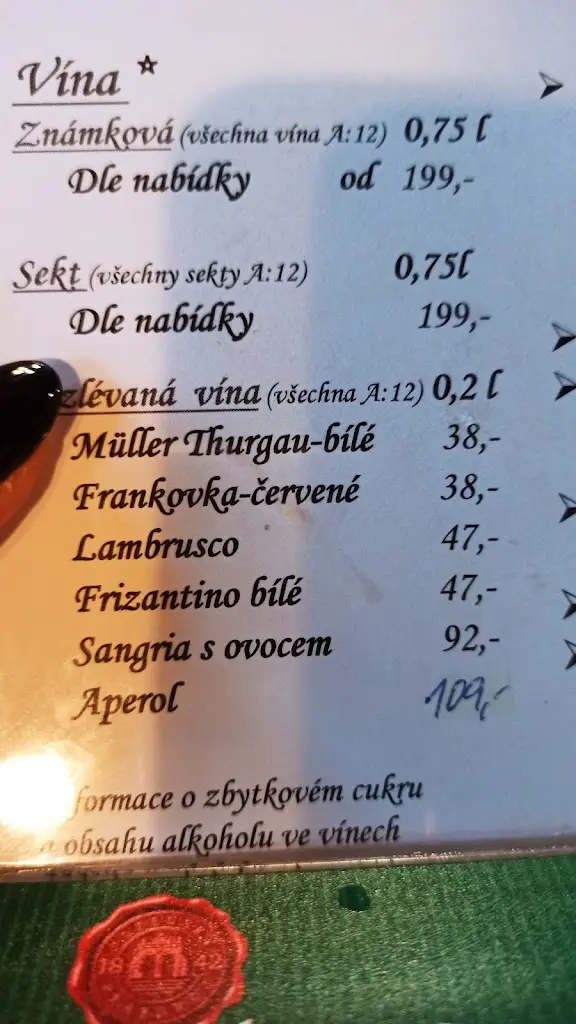 Vína *
Známková (všechna vína A:12) 0,75 l
Dle nabídky od 199,-
Sekt (všechny sekty A:12) 0,75l
Dle nabídky 199,-
zlévaná vína (všechna A:12) 0,2 l
Müller Thurgau-bílé 38,-
Frankovka-červené 38,-
Lambrusco 47,-
Frizantino bílé 47,-
Sangria s ovocem 92,-
Aperol 109,-
formace o zbytkovém cukru
o obsahu alkoholu ve vínech
1842